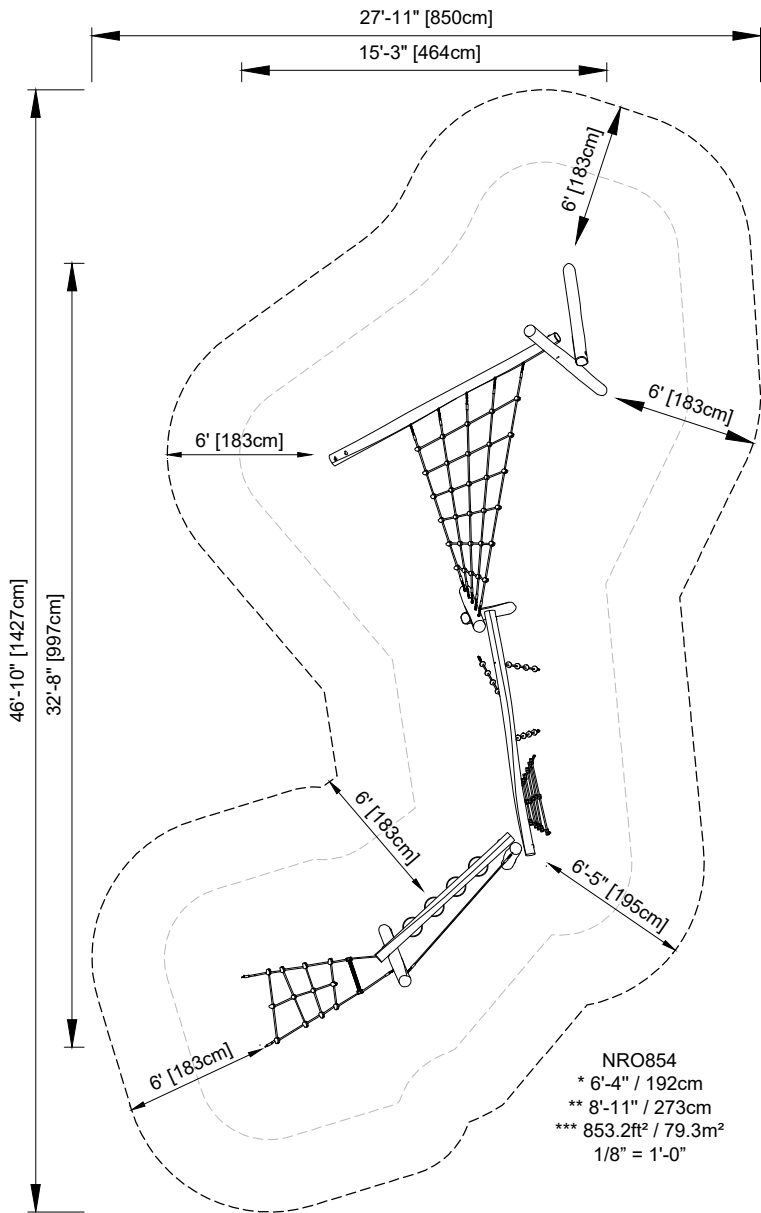 27'-11" [850cm]
15'-3" [464cm]
6' [183cm]
6' [183cm]
6' [183cm]
46'-10" [1427cm]
32'-8" [997cm]
6' [183cm]
6'-5" [195cm]
6' [183cm]
NRO854
* 6'-4" / 192cm
** 8'-11" / 273cm
*** 853.2ft² / 79.3m²
1/8” = 1'-0”